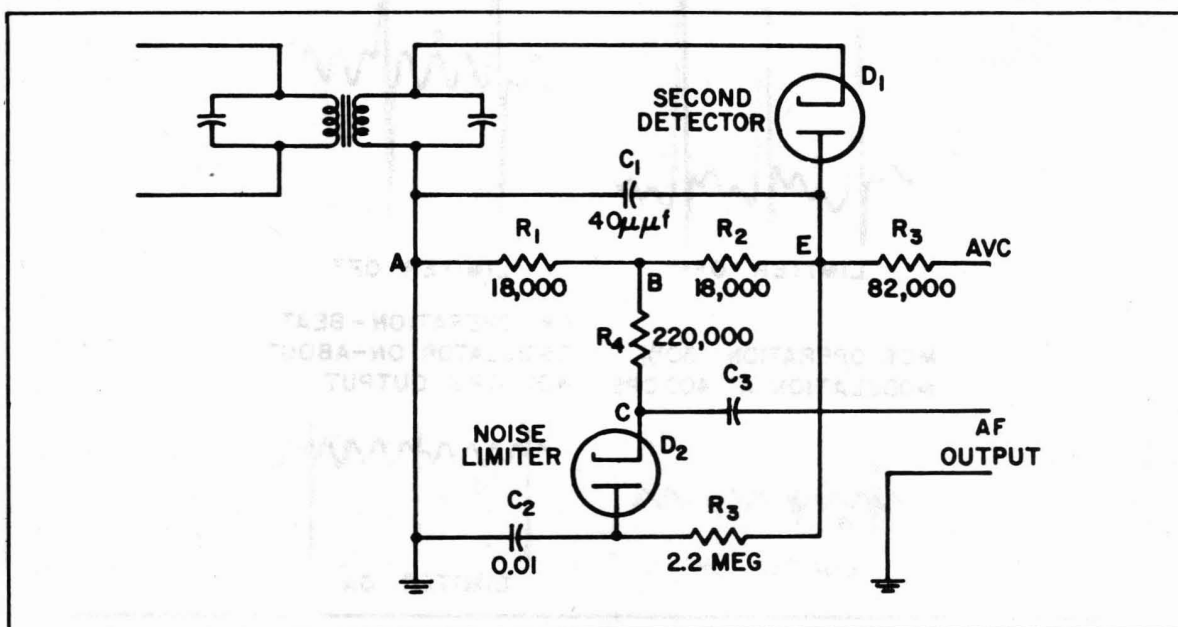 D₁
SECOND
DETECTOR
C₁
40μμf
A
R₁
18,000
B
R₂
18,000
E
R₃
82,000
AVC
R₄
220,000
C₃
C
AF
OUTPUT
NOISE
LIMITER
D₂
C₂
0.01
R₃
2.2 MEG